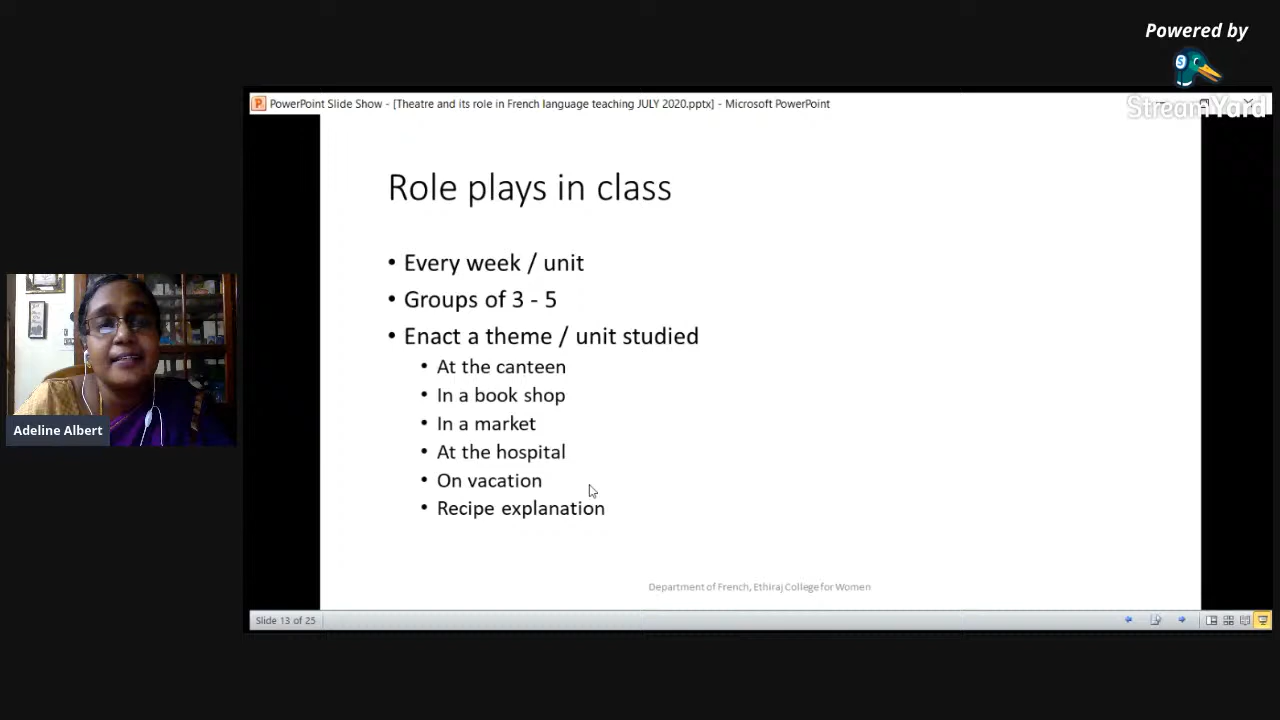 Powered by
StreamYard
PowerPoint Slide Show - [Theatre and its role in French language teaching JULY 2020.pptx] - Microsoft PowerPoint
Role plays in class
• Every week / unit
• Groups of 3 - 5
• Enact a theme / unit studied
• At the canteen
• In a book shop
• In a market
• At the hospital
• On vacation
• Recipe explanation
Adeline Albert
Department of French, Ethiraj College for Women
Slide 13 of 25